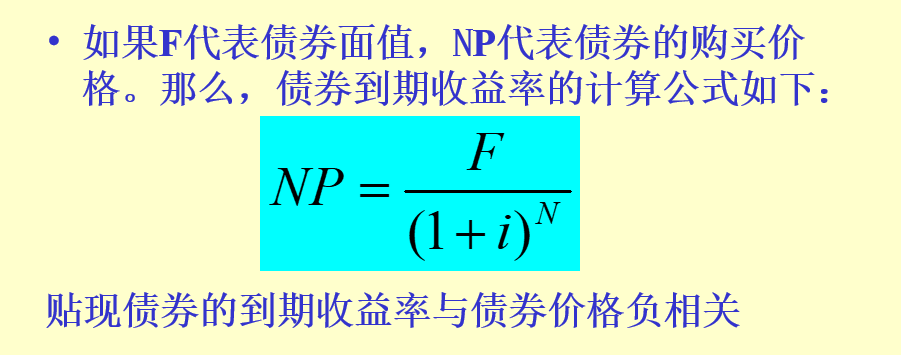 • 如果F代表债券面值，NP代表债券的购买价
格。那么，债券到期收益率的计算公式如下：
NP = F / (1 + i)^N
贴现债券的到期收益率与债券价格负相关